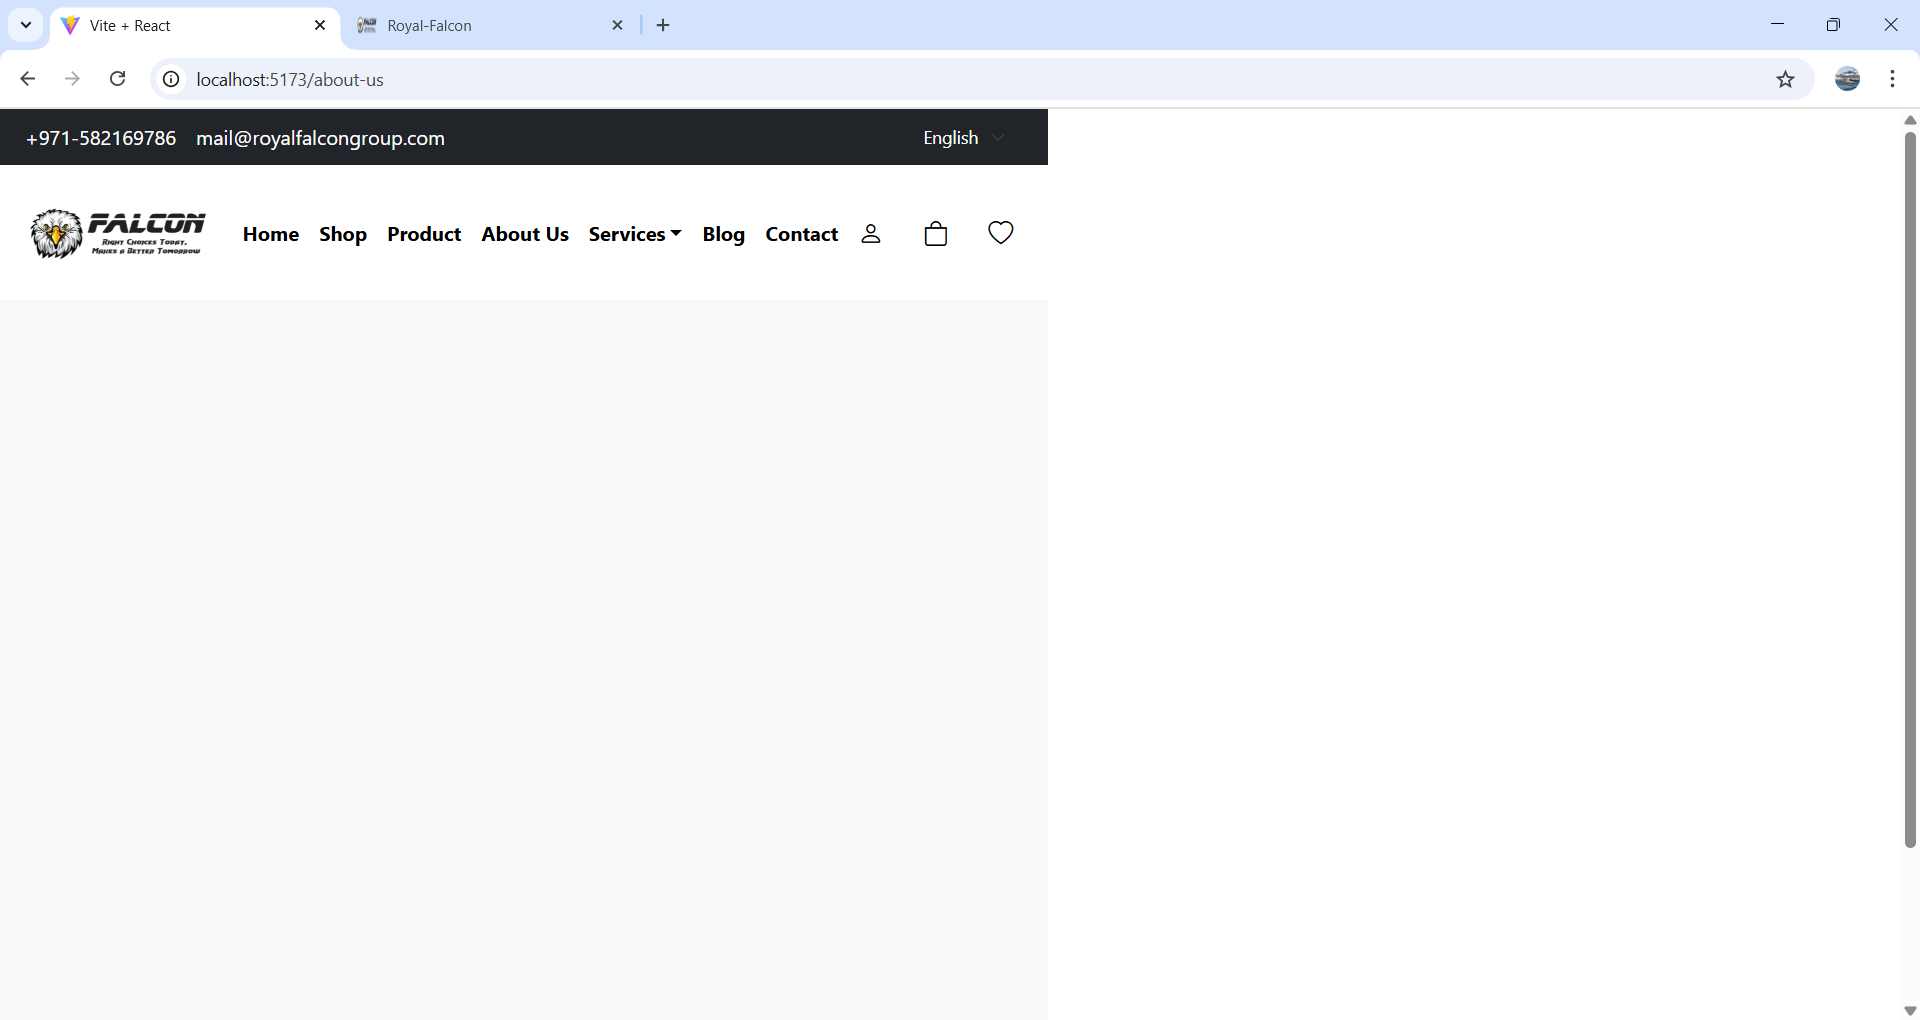 Vite + React
Royal-Falcon
localhost:5173/about-us
+971-582169786 mail@royalfalcongroup.com English
FALCON
Right Choices Today,
Makes a Better Tomorrow
Home Shop Product About Us Services Blog Contact